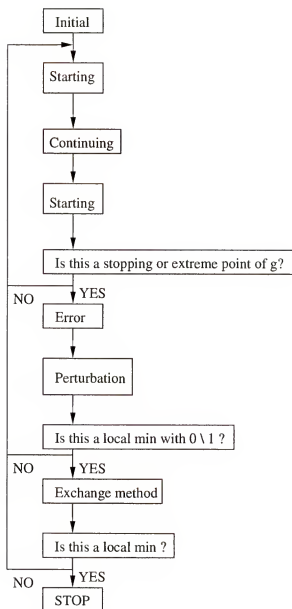 Initial
Starting
Continuing
Starting
Is this a stopping or extreme point of g?
NO
YES
Error
Perturbation
Is this a local min with 0 \ 1 ?
NO
YES
Exchange method
Is this a local min ?
NO
YES
STOP